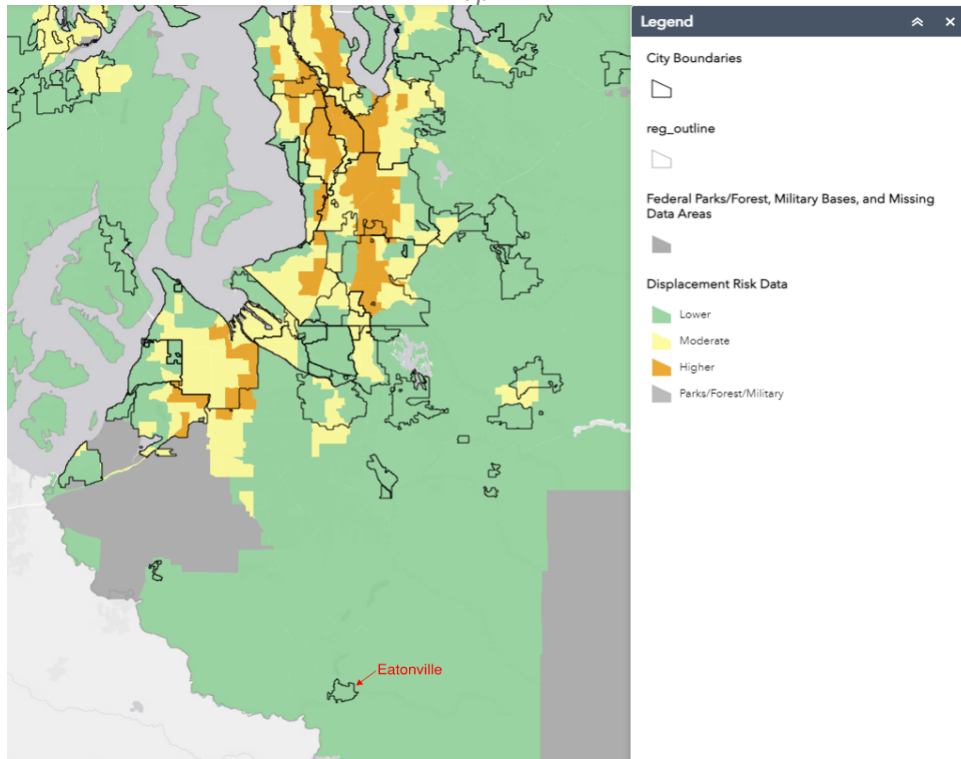 Legend
City Boundaries
reg_outline
Federal Parks/Forest, Military Bases, and Missing
Data Areas
Displacement Risk Data
Lower
Moderate
Higher
Parks/Forest/Military
Eatonville